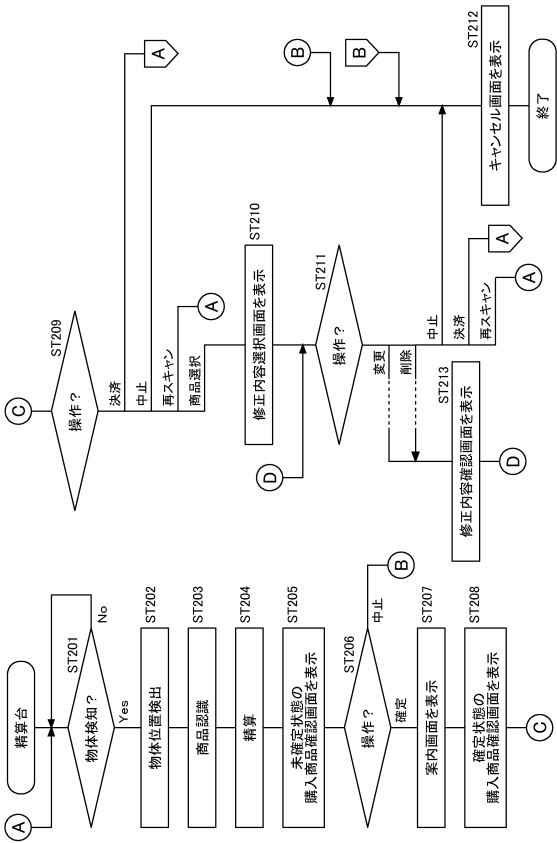 精算台
A
ST201
物体検知？
No
Yes
ST202
物体位置検出
ST203
商品認識
ST204
精算
ST205
未確定状態の
購入商品確認画面を表示
ST206
操作？
中止
B
確定
ST207
案内画面を表示
ST208
確定状態の
購入商品確認画面を表示
C
C
ST209
操作？
決済
A
中止
再スキャン
A
商品選択
ST210
修正内容選択画面を表示
D
ST211
操作？
変更
削除
ST213
修正内容確認画面を表示
D
中止
決済
A
再スキャン
A
B
B
ST212
キャンセル画面を表示
終了